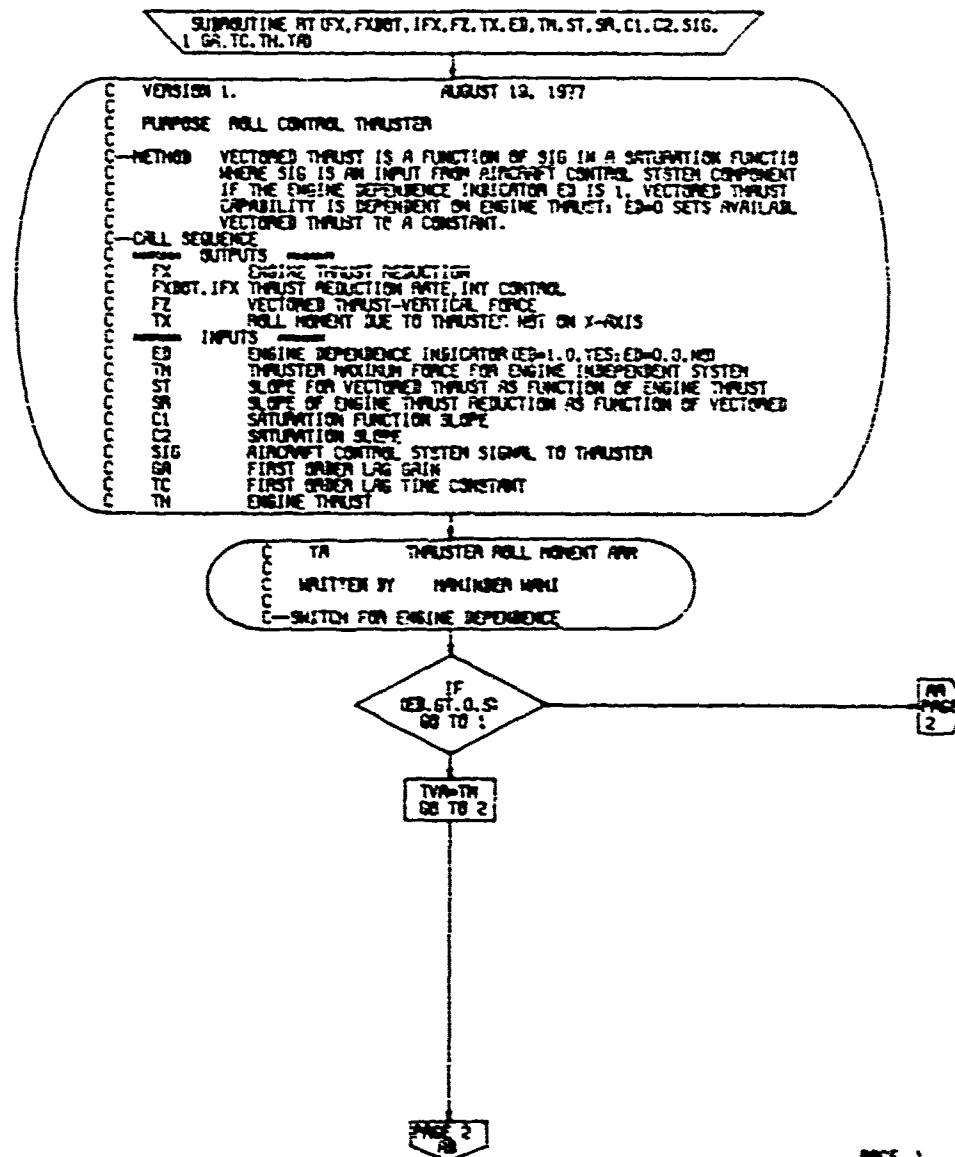 SUBROUTINE RT (FX, FXDOT, IFX, FZ, TX, ED, TM, ST, SR, C1, C2, SIG,
1 GA, TC, TH, TA)
C VERSION 1. AUGUST 19, 1977
C
C PURPOSE ROLL CONTROL THRUSTER
C
C—METHOD VECTORED THRUST IS A FUNCTION OF SIG IN A SATURATION FUNCTIO
C WHERE SIG IS AN INPUT FROM AIRCRAFT CONTROL SYSTEM COMPONENT
C IF THE ENGINE DEPENDENCE INDICATOR ED IS 1. VECTORED THRUST
C CAPABILITY IS DEPENDENT ON ENGINE THRUST; ED=0 SETS AVAILABL
C VECTORED THRUST TO A CONSTANT.
C—CALL SEQUENCE
C OUTPUTS
C FX ENGINE THRUST REDUCTION
C FXDOT, IFX THRUST REDUCTION RATE, INT CONTROL
C FZ VECTORED THRUST-VERTICAL FORCE
C TX ROLL MOMENT DUE TO THRUSTER NOT ON X-AXIS
C INPUTS
C ED ENGINE DEPENDENCE INDICATOR (ED=1.0, YES; ED=0.0, NO)
C TM THRUSTER MAXIMUM FORCE FOR ENGINE INDEPENDENT SYSTEM
C ST SLOPE FOR VECTORED THRUST AS FUNCTION OF ENGINE THRUST
C SR SLOPE OF ENGINE THRUST REDUCTION AS FUNCTION OF VECTORED
C C1 SATURATION FUNCTION SLOPE
C C2 SATURATION SLOPE
C SIG AIRCRAFT CONTROL SYSTEM SIGNAL TO THRUSTER
C GA FIRST ORDER LAG GAIN
C TC FIRST ORDER LAG TIME CONSTANT
C TH ENGINE THRUST
C TA THRUSTER ROLL MOMENT ARM
C
C WRITTEN BY MAHINDER WAHI
C
C—SWITCH FOR ENGINE DEPENDENCE
IF
(ED.GT.0.5)
GO TO 1
AA
PAGE
2
TVA=TM
GO TO 2
PAGE 2
AB
PAGE 1